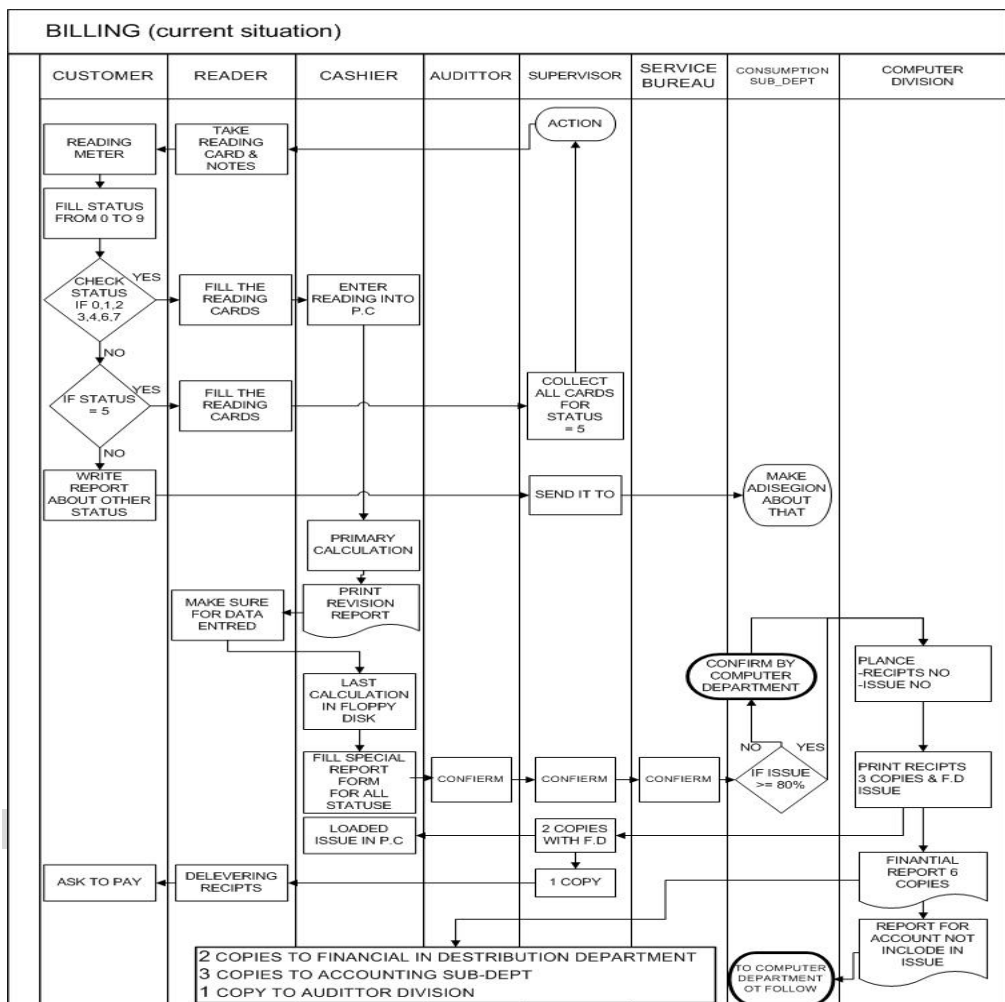 BILLING (current situation)
CUSTOMER
READER
CASHIER
AUDITTOR
SUPERVISOR
SERVICE
BUREAU
CONSUMPTION
SUB_DEPT
COMPUTER
DIVISION
ACTION
TAKE
READING
CARD &
NOTES
READING
METER
FILL STATUS
FROM 0 TO 9
CHECK
STATUS
IF 0,1,2
3,4,6,7
YES
NO
FILL THE
READING
CARDS
ENTER
READING INTO
P.C
IF STATUS
= 5
YES
NO
FILL THE
READING
CARDS
COLLECT
ALL CARDS
FOR
STATUS
= 5
WRITE
REPORT
ABOUT OTHER
STATUS
SEND IT TO
MAKE
ADISEGION
ABOUT
THAT
PRIMARY
CALCULATION
PRINT
REVISION
REPORT
MAKE SURE
FOR DATA
ENTRED
LAST
CALCULATION
IN FLOPPY
DISK
CONFIRM BY
COMPUTER
DEPARTMENT
PLANCE
-RECIPTS NO
-ISSUE NO
FILL SPECIAL
REPORT
FORM
FOR ALL
STATUSE
CONFIERM
CONFIERM
CONFIERM
NO
YES
IF ISSUE
>= 80%
PRINT RECIPTS
3 COPIES & F.D
ISSUE
LOADED
ISSUE IN P.C
2 COPIES
WITH F.D
ASK TO PAY
DELEVERING
RECIPTS
1 COPY
FINANTIAL
REPORT 6
COPIES
REPORT FOR
ACCOUNT NOT
INCLODE IN
ISSUE
2 COPIES TO FINANCIAL IN DESTRIBUTION DEPARTMENT
3 COPIES TO ACCOUNTING SUB-DEPT
1 COPY TO AUDITTOR DIVISION
TO COMPUTER
DEPARTMENT
OT FOLLOW